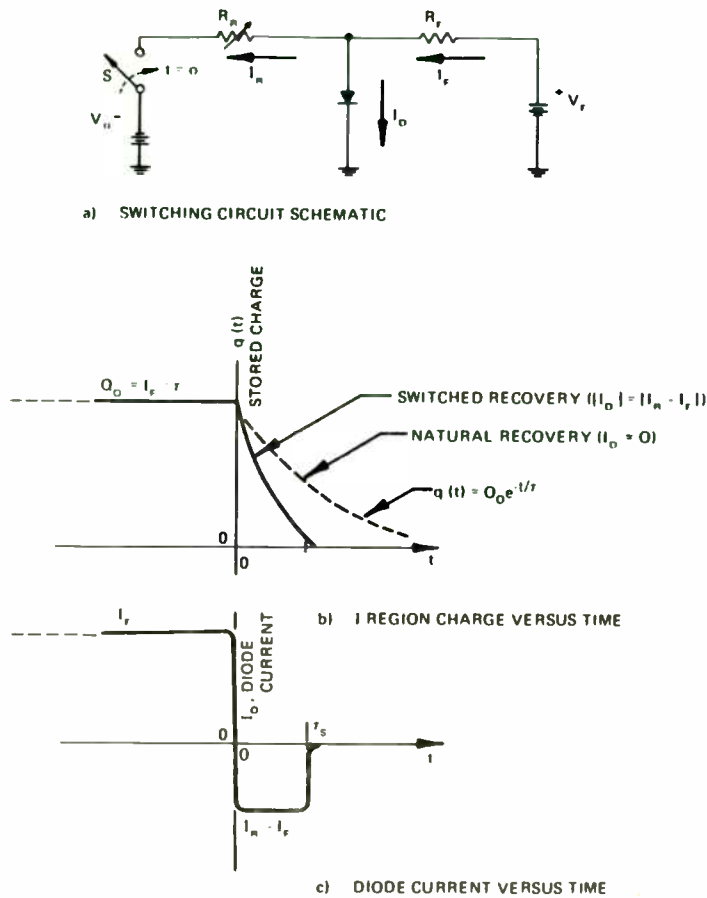 R_R
R_F
S
t = 0
I_R
I_F
I_D
V_R -
+ V_F
a) SWITCHING CIRCUIT SCHEMATIC
q (t)
STORED CHARGE
Q_O = I_F · τ
SWITCHED RECOVERY (|I_D| = |I_R - I_F|)
NATURAL RECOVERY (I_D = 0)
q (t) = Q_O e^-t/τ
0
0
t
b) I REGION CHARGE VERSUS TIME
I_F
I_D, DIODE
CURRENT
τ_S
0
0
t
I_R - I_F
c) DIODE CURRENT VERSUS TIME